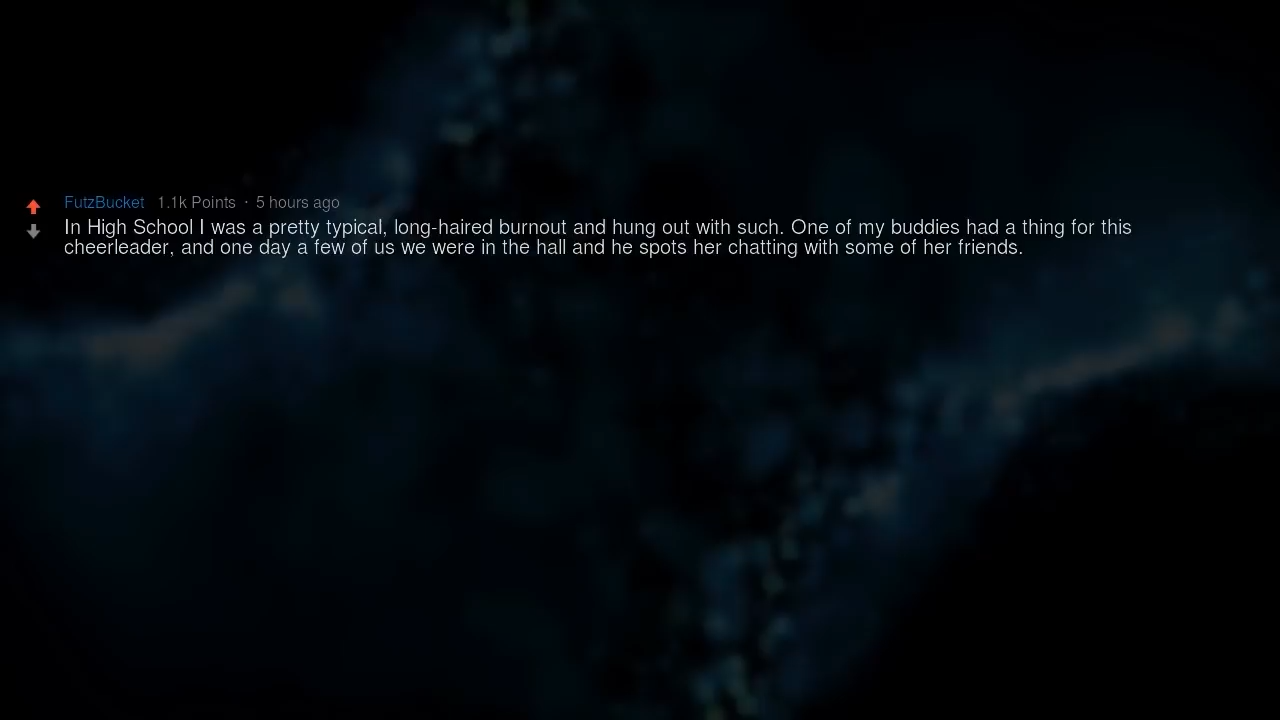 FutzBucket 1.1k Points · 5 hours ago
In High School I was a pretty typical, long-haired burnout and hung out with such. One of my buddies had a thing for this
cheerleader, and one day a few of us we were in the hall and he spots her chatting with some of her friends.